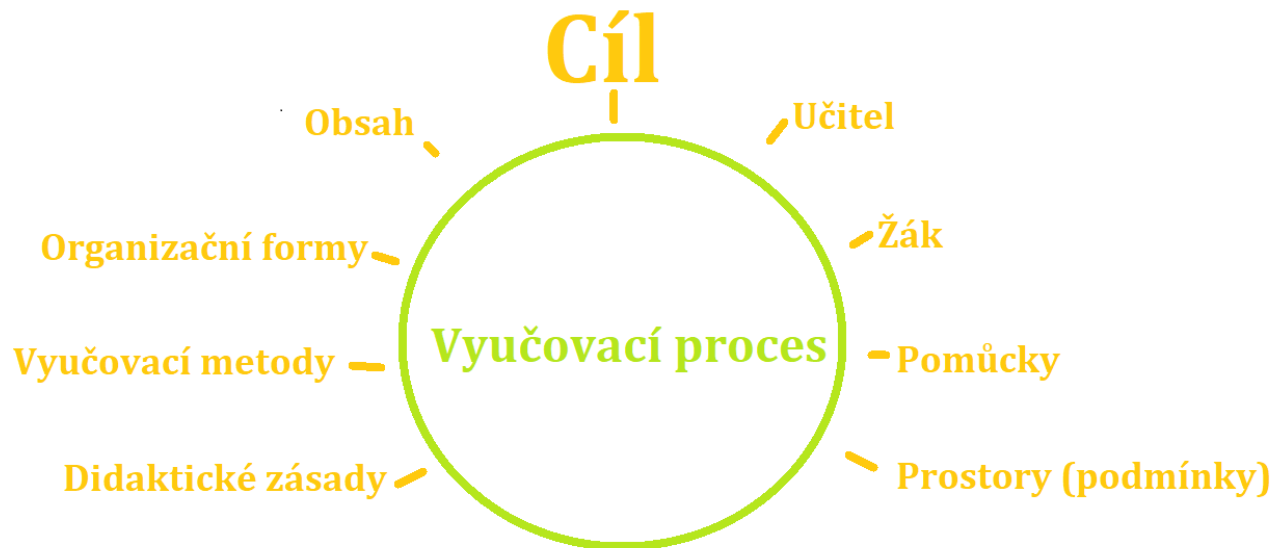 Cíl
Obsah
Učitel
Organizační formy
Žák
Vyučovací proces
Vyučovací metody
Pomůcky
Didaktické zásady
Prostory (podmínky)